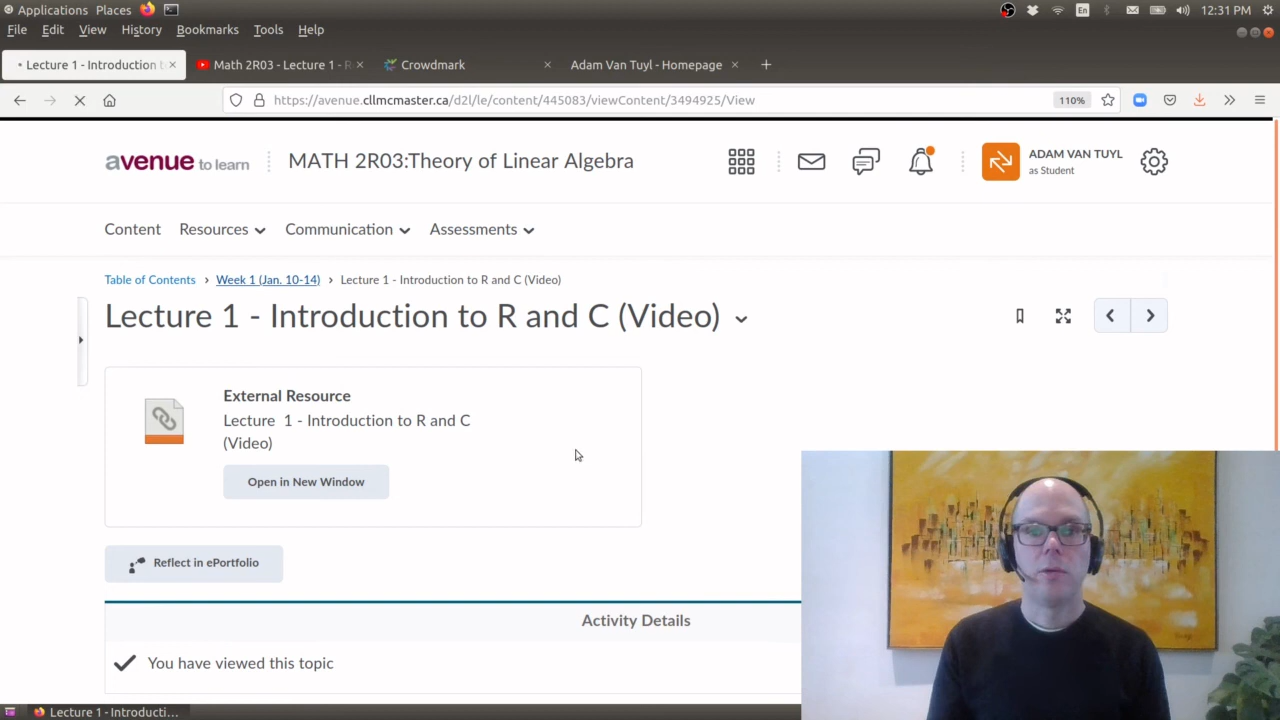 Applications Places En 12:31 PM
File Edit View History Bookmarks Tools Help
Lecture 1 - Introduction t Math 2R03 - Lecture 1 - R Crowdmark Adam Van Tuyl - Homepage
https://avenue.cllmcmaster.ca/d2l/le/content/445083/viewContent/3494925/View 110%
avenue to learn MATH 2R03:Theory of Linear Algebra ADAM VAN TUYL
as Student
Content Resources Communication Assessments
Table of Contents › Week 1 (Jan. 10-14) › Lecture 1 - Introduction to R and C (Video)
Lecture 1 - Introduction to R and C (Video)
External Resource
Lecture 1 - Introduction to R and C
(Video)
Open in New Window
Reflect in ePortfolio
Activity Details
You have viewed this topic
Lecture 1 - Introducti...